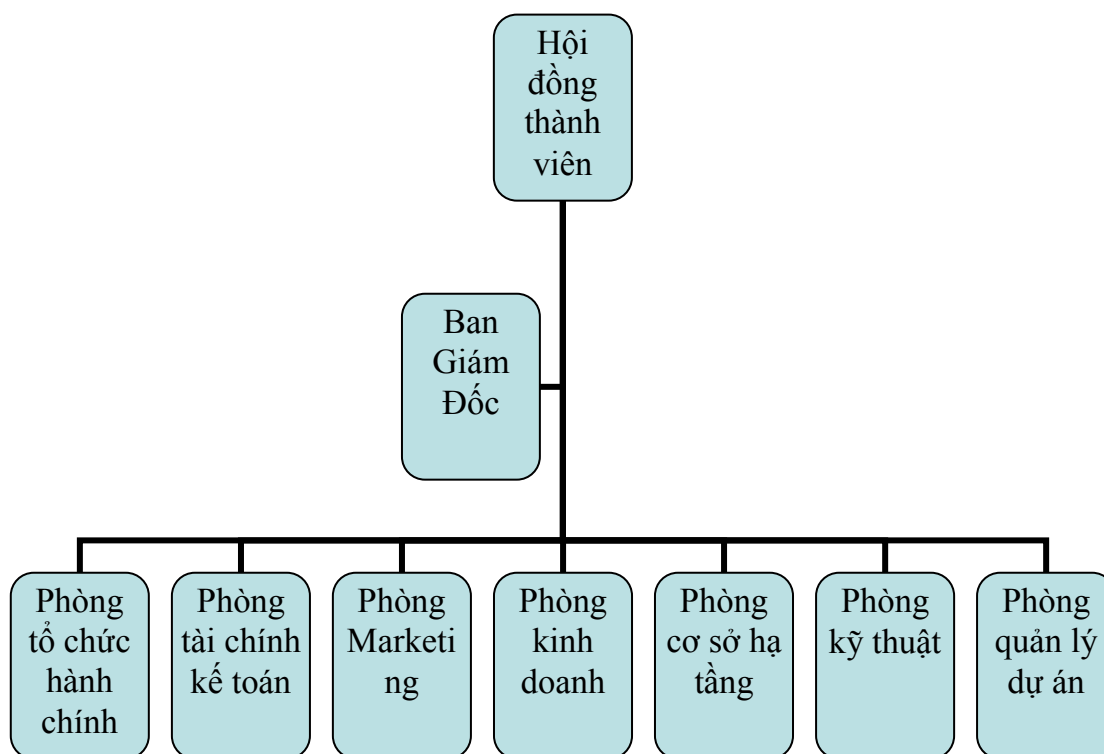 Hội
đồng
thành
viên
Ban
Giám
Đốc
Phòng
tổ chức
hành
chính
Phòng
tài chính
kế toán
Phòng
Marketi
ng
Phòng
kinh
doanh
Phòng
cơ sở hạ
tầng
Phòng
kỹ thuật
Phòng
quản lý
dự án